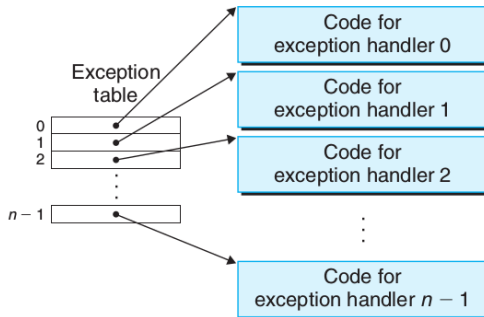 Code for
exception handler 0
Exception
table
Code for
exception handler 1
0
1
2
Code for
exception handler 2
n – 1
Code for
exception handler n – 1